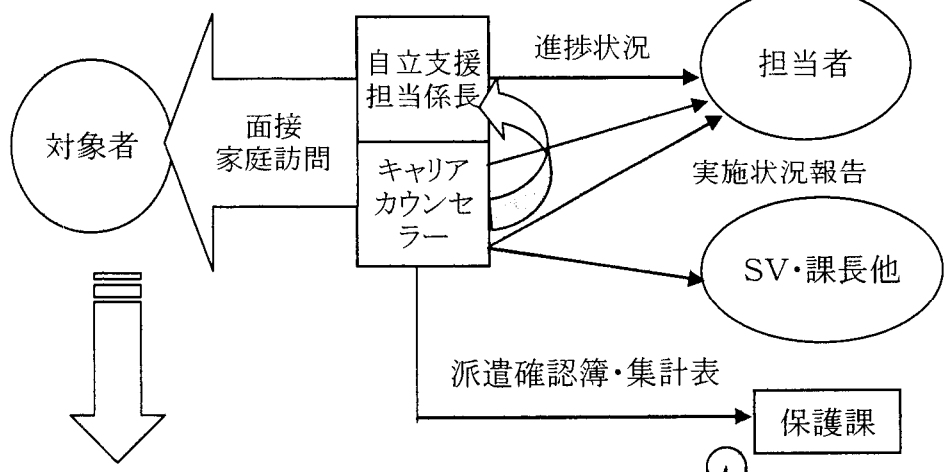 自立支援
担当係長
進捗状況
担当者
対象者
面接
家庭訪問
キャリア
カウンセ
ラー
実施状況報告
SV・課長他
派遣確認簿・集計表
保護課